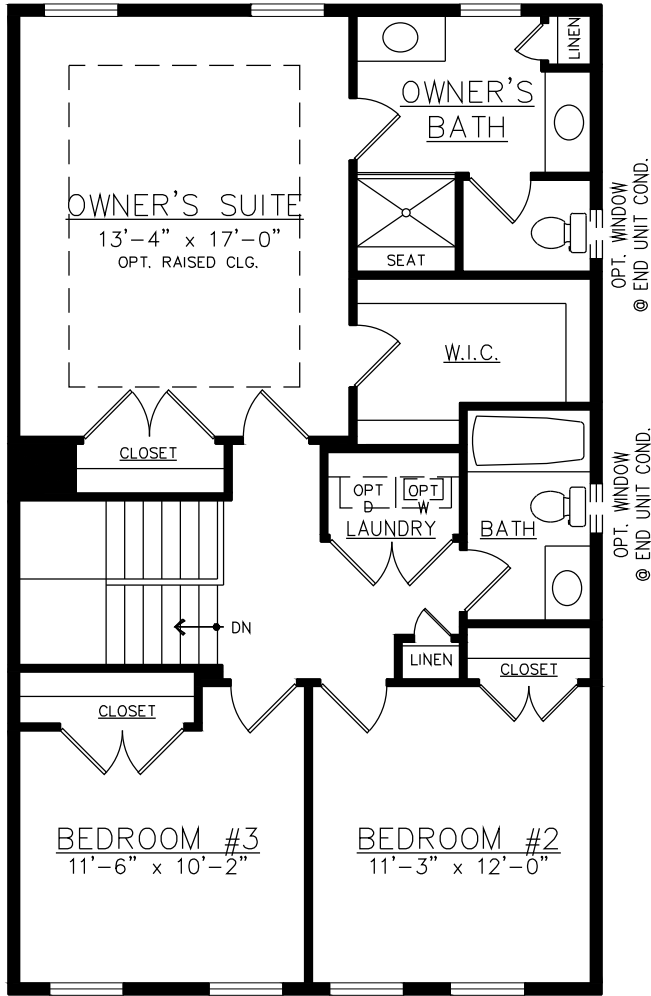 LINEN
OWNER'S
BATH
OWNER'S SUITE
13'-4" x 17'-0"
OPT. RAISED CLG.
SEAT
OPT. WINDOW
@ END UNIT COND.
W.I.C.
CLOSET
OPT
D
OPT
W
LAUNDRY
BATH
OPT. WINDOW
@ END UNIT COND.
DN
LINEN
CLOSET
CLOSET
BEDROOM #3
11'-6" x 10'-2"
BEDROOM #2
11'-3" x 12'-0"